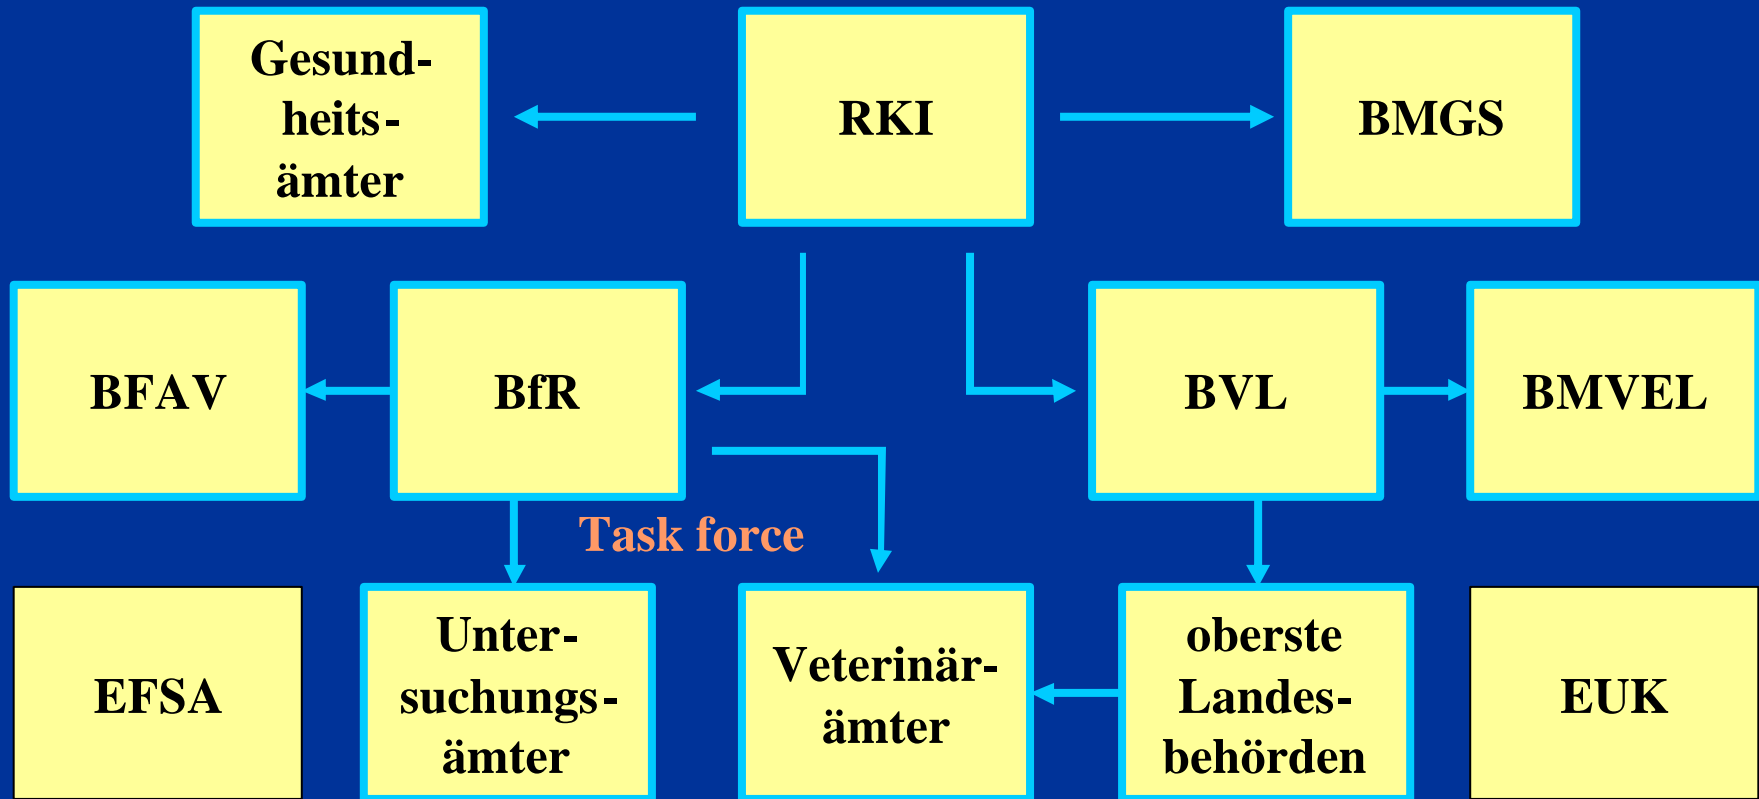 Gesund-
heits-
ämter
RKI
BMGS
BFAV
BfR
BVL
BMVEL
Task force
EFSA
Unter-
suchungs-
ämter
Veterinär-
ämter
oberste
Landes-
behörden
EUK